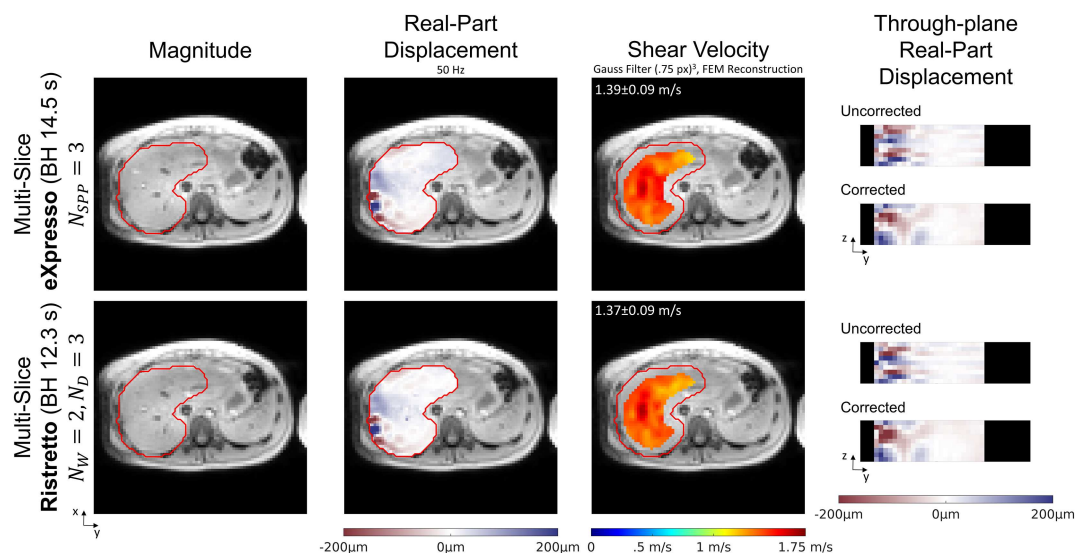 Magnitude
Real-Part
Displacement
50 Hz
Shear Velocity
Gauss Filter (.75 px)³, FEM Reconstruction
Through-plane
Real-Part
Displacement
Multi-Slice
eXpresso (BH 14.5 s)
N_SPP = 3
1.39±0.09 m/s
Uncorrected
Corrected
z
y
Multi-Slice
Ristretto (BH 12.3 s)
N_W = 2, N_D = 3
1.37±0.09 m/s
Uncorrected
Corrected
z
y
x
y
-200µm 0µm 200µm
0 .5 m/s 1 m/s 1.75 m/s
-200µm 0µm 200µm